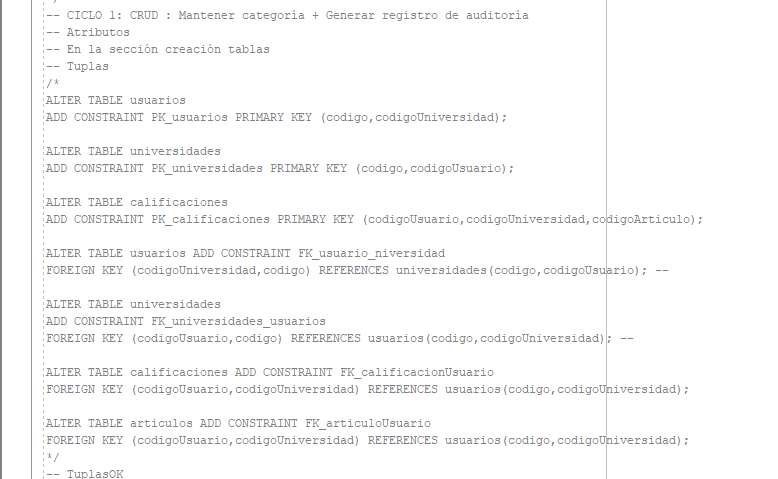 -- CICLO 1: CRUD : Mantener categoría + Generar registro de auditoría
-- Atributos
-- En la sección creación tablas
-- Tuplas
/*
ALTER TABLE usuarios
ADD CONSTRAINT PK_usuarios PRIMARY KEY (codigo,codigoUniversidad);
ALTER TABLE universidades
ADD CONSTRAINT PK_universidades PRIMARY KEY (codigo,codigoUsuario);
ALTER TABLE calificaciones
ADD CONSTRAINT PK_calificaciones PRIMARY KEY (codigoUsuario,codigoUniversidad,codigoArticulo);
ALTER TABLE usuarios ADD CONSTRAINT FK_usuario_niversidad
FOREIGN KEY (codigoUniversidad,codigo) REFERENCES universidades(codigo,codigoUsuario); --
ALTER TABLE universidades
ADD CONSTRAINT FK_universidades_usuarios
FOREIGN KEY (codigoUsuario,codigo) REFERENCES usuarios(codigo,codigoUniversidad); --
ALTER TABLE calificaciones ADD CONSTRAINT FK_calificacionUsuario
FOREIGN KEY (codigoUsuario,codigoUniversidad) REFERENCES usuarios(codigo,codigoUniversidad);
ALTER TABLE articulos ADD CONSTRAINT FK_articuloUsuario
FOREIGN KEY (codigoUsuario,codigoUniversidad) REFERENCES usuarios(codigo,codigoUniversidad);
*/
-- TuplasOK